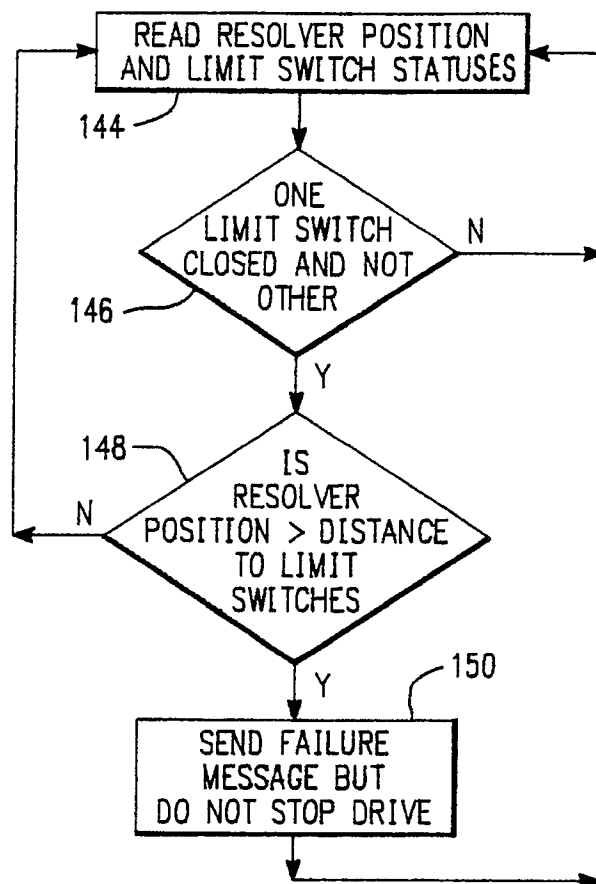 READ RESOLVER POSITION
AND LIMIT SWITCH STATUSES
144
ONE
LIMIT SWITCH
CLOSED AND NOT
OTHER
N
146
Y
148
IS
RESOLVER
POSITION > DISTANCE
TO LIMIT
SWITCHES
N
Y
150
SEND FAILURE
MESSAGE BUT
DO NOT STOP DRIVE